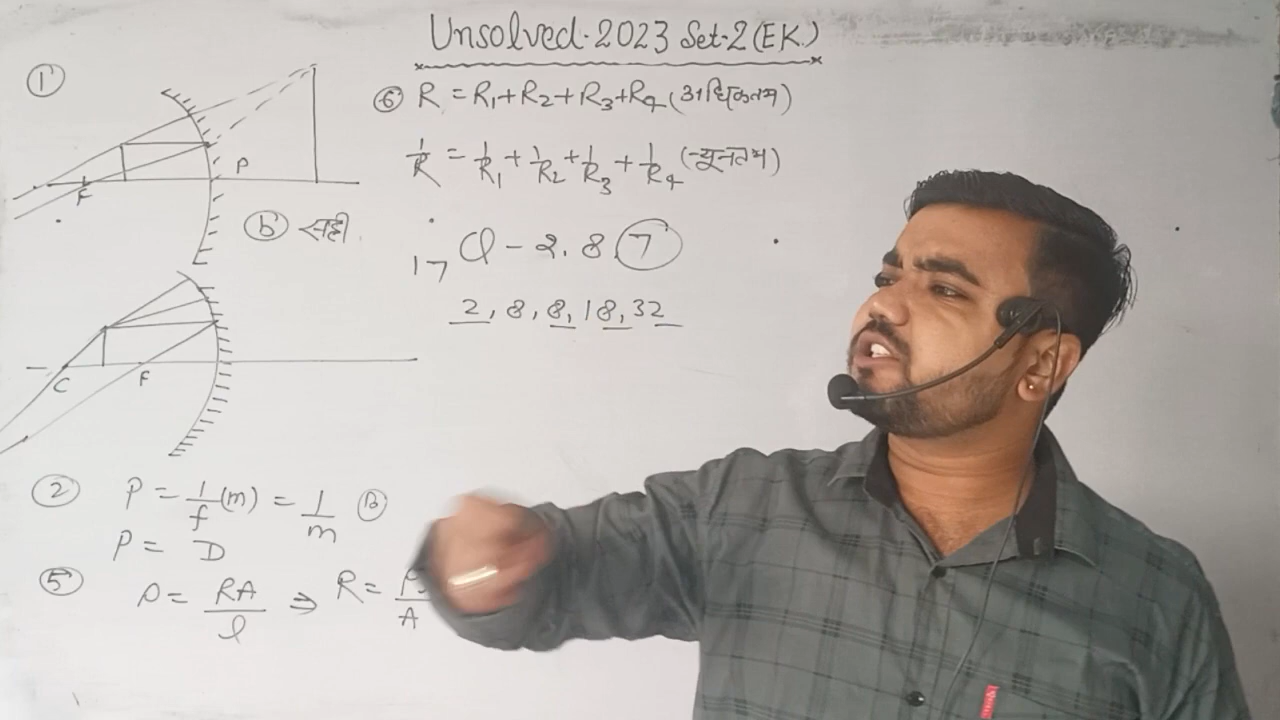 Unsolved-2023 Set-2 (EK.)
①
F
P
ⓑ सही
C
F
② P = 1/f (m) = 1/m Ⓑ
P = D
⑤ ρ = RA/l ⇒ R = /A
⑥ R = R₁+R₂+R₃+R₄ (अधिकतम)
1/R = 1/R₁ + 1/R₂ + 1/R₃ + 1/R₄ (न्यूनतम)
17 Cl - 2.8 ⑦
2, 8, 8, 18, 32